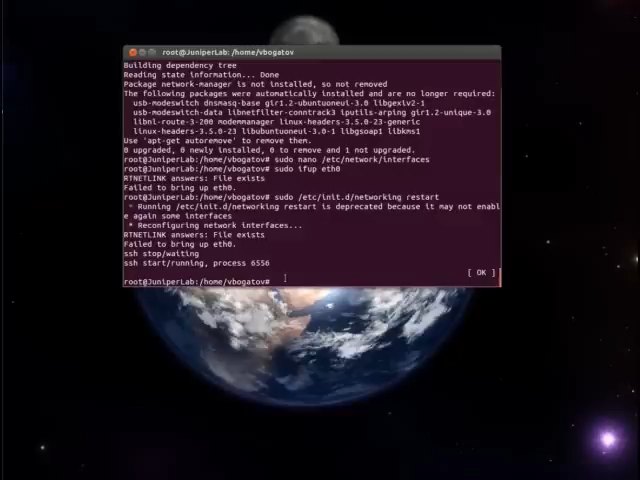 root@JuniperLab: /home/vbogatov
Building dependency tree
Reading state information... Done
Package network-manager is not installed, so not removed
The following packages were automatically installed and are no longer required:
usb-modeswitch dnsmasq-base gir1.2-ubuntuoneui-3.0 libgexiv2-1
usb-modeswitch-data libnetfilter-conntrack3 iputils-arping gir1.2-unique-3.0
libnl-route-3-200 modemmanager linux-headers-3.5.0-23-generic
linux-headers-3.5.0-23 libubuntuoneui-3.0-1 libgsoap1 libkms1
Use 'apt-get autoremove' to remove them.
0 upgraded, 0 newly installed, 0 to remove and 1 not upgraded.
root@JuniperLab:/home/vbogatov# sudo nano /etc/network/interfaces
root@JuniperLab:/home/vbogatov# sudo ifup eth0
RTNETLINK answers: File exists
Failed to bring up eth0.
root@JuniperLab:/home/vbogatov# sudo /etc/init.d/networking restart
* Running /etc/init.d/networking restart is deprecated because it may not enabl
e again some interfaces
* Reconfiguring network interfaces...
RTNETLINK answers: File exists
Failed to bring up eth0.
ssh stop/waiting
ssh start/running, process 6556
[ OK ]
root@JuniperLab:/home/vbogatov#